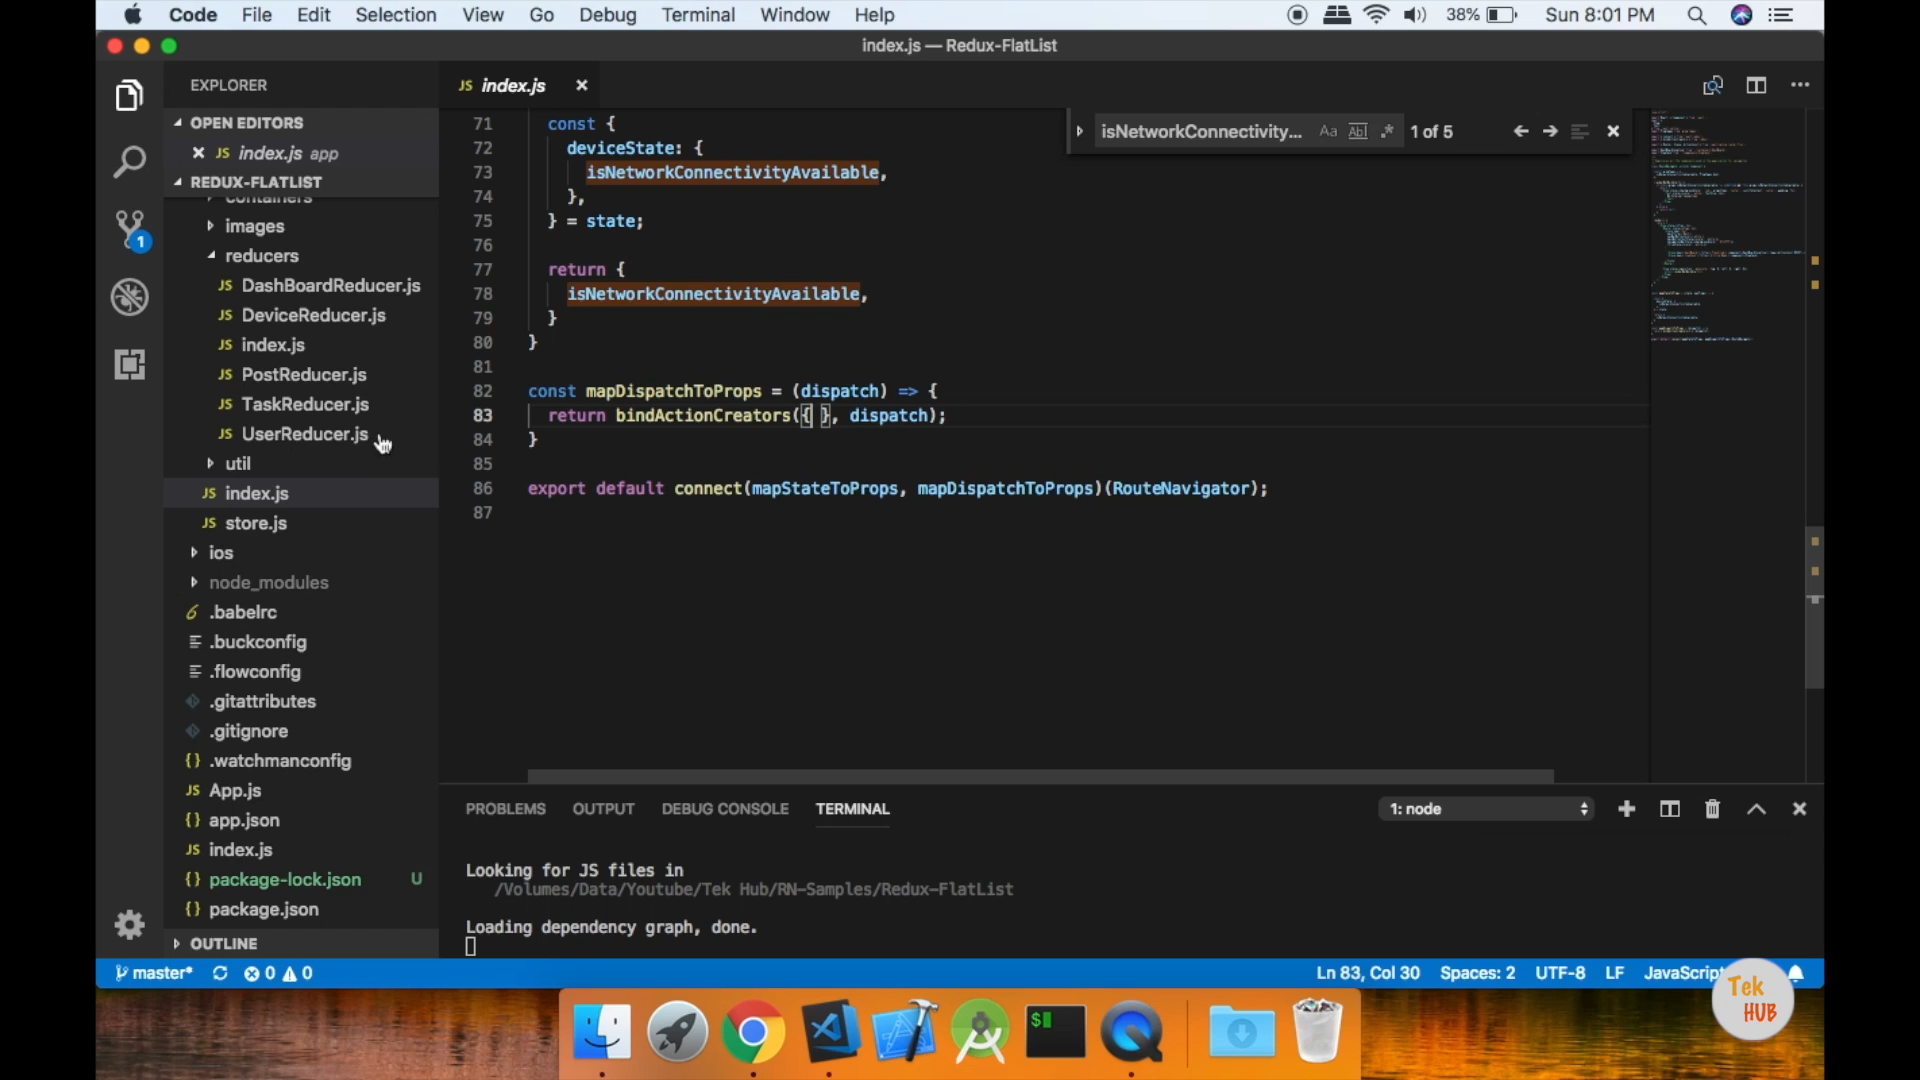 Code File Edit Selection View Go Debug Terminal Window Help 38% Sun 8:01 PM
index.js — Redux-FlatList
EXPLORER
JS index.js
OPEN EDITORS
JS index.js app
REDUX-FLATLIST
containers
images
reducers
JS DashBoardReducer.js
JS DeviceReducer.js
JS index.js
JS PostReducer.js
JS TaskReducer.js
JS UserReducer.js
util
JS index.js
JS store.js
ios
node_modules
.babelrc
.buckconfig
.flowconfig
.gitattributes
.gitignore
{} .watchmanconfig
JS App.js
{} app.json
JS index.js
{} package-lock.json U
{} package.json
OUTLINE
1
isNetworkConnectivity... Aa Abl .* 1 of 5
71 const {
72 deviceState: {
73 isNetworkConnectivityAvailable,
74 },
75 } = state;
76
77 return {
78 isNetworkConnectivityAvailable,
79 }
80 }
81
82 const mapDispatchToProps = (dispatch) => {
83 return bindActionCreators({ }, dispatch);
84 }
85
86 export default connect(mapStateToProps, mapDispatchToProps)(RouteNavigator);
87
PROBLEMS OUTPUT DEBUG CONSOLE TERMINAL 1: node
Looking for JS files in
/Volumes/Data/Youtube/Tek Hub/RN-Samples/Redux-FlatList
Loading dependency graph, done.
master* 0 0 Ln 83, Col 30 Spaces: 2 UTF-8 LF JavaScript
Tek
HUB
$